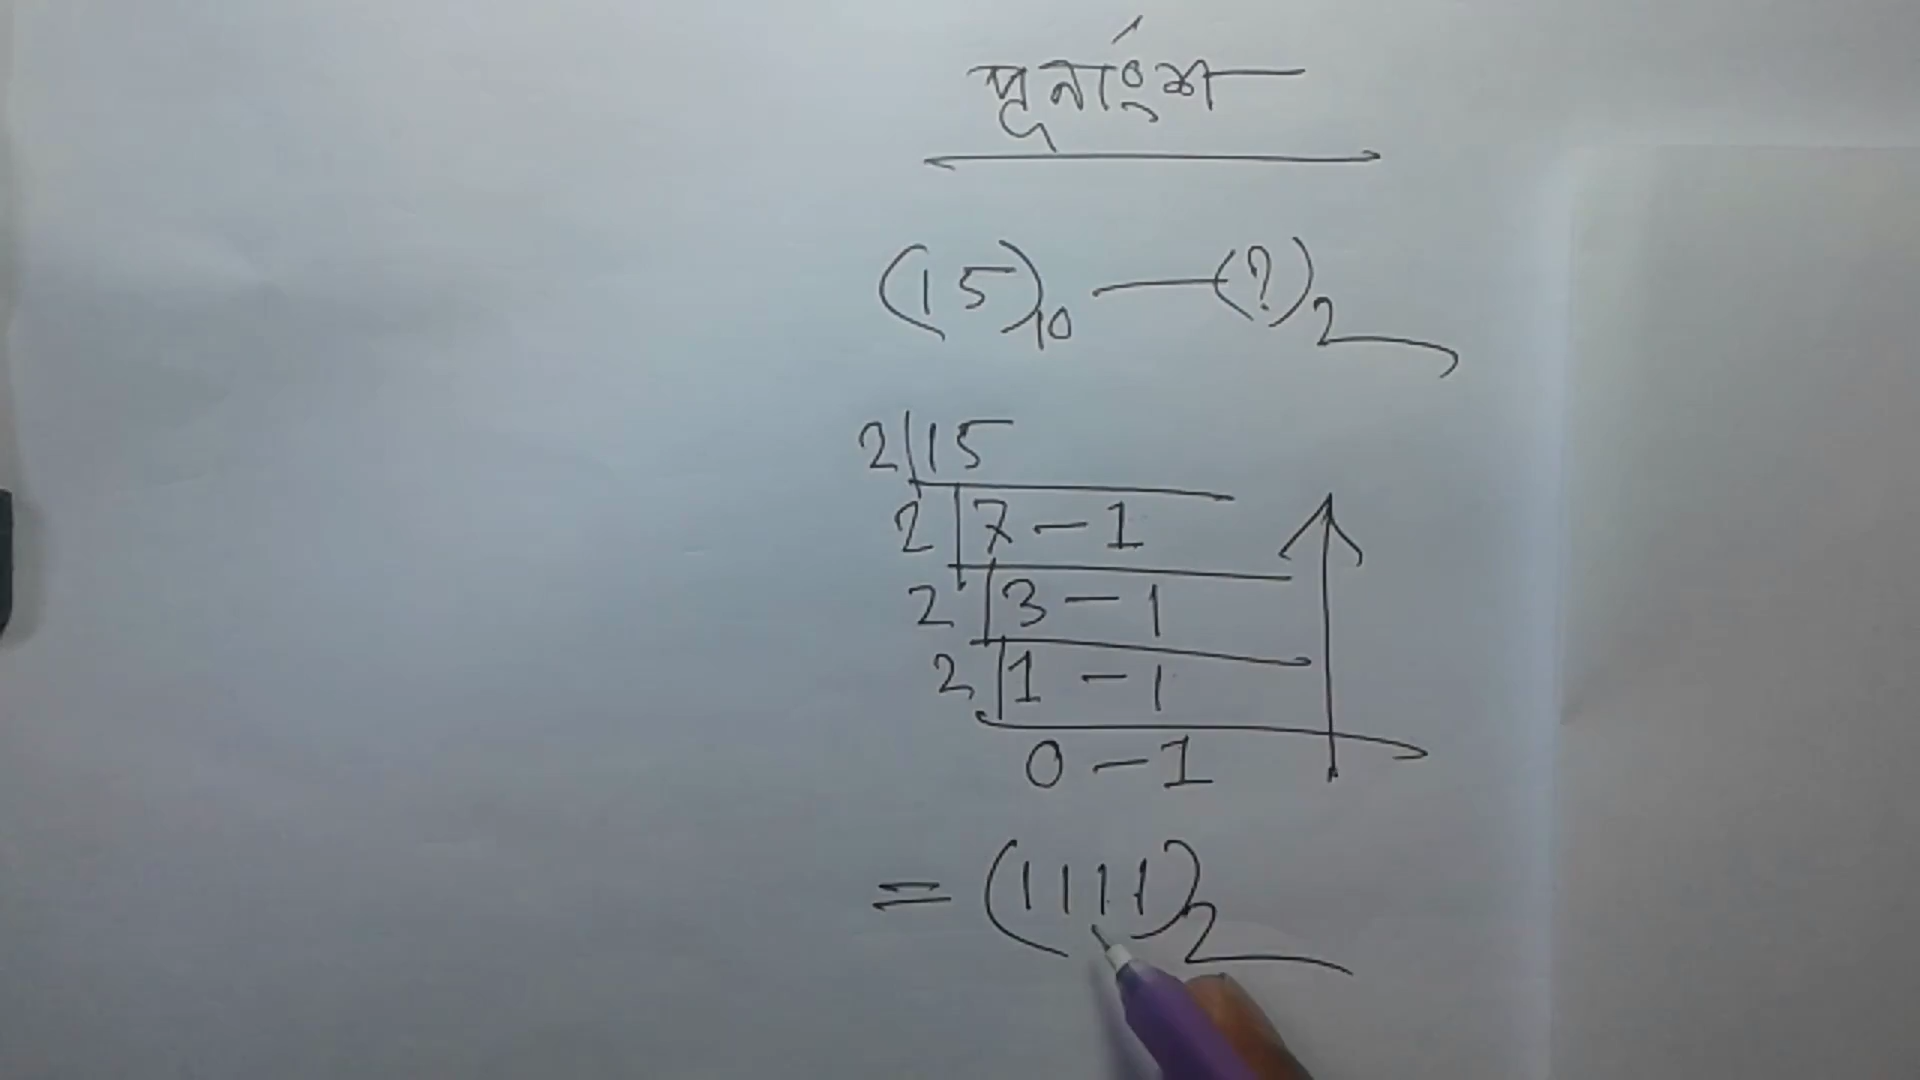 পূর্নাংশ
(15)10 — (?)2
2|15
2|7 – 1
2|3 – 1
2|1 – 1
0 – 1
= (1111)2